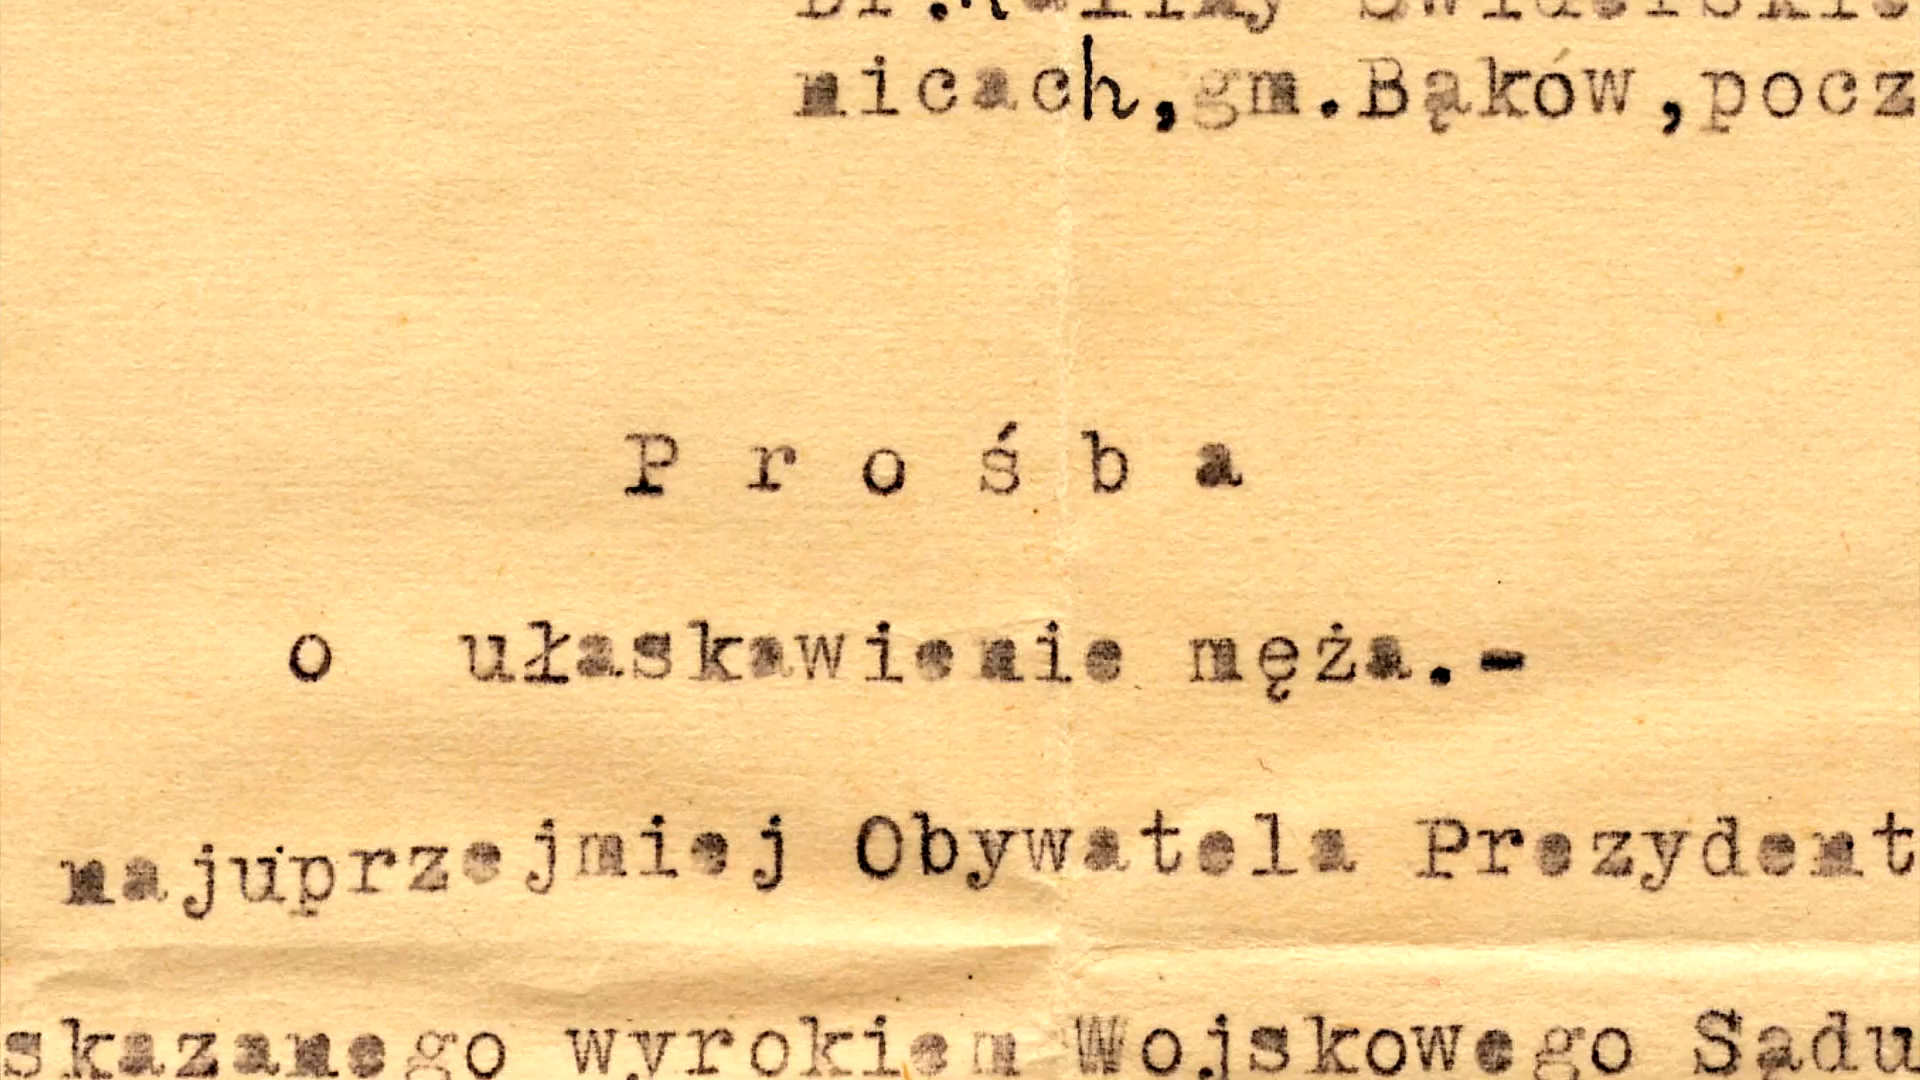 micach,gm.Bąków,pocz
P r o ś b a
o ułaskawienie męża.-
najuprzejmiej Obywatela Prezydent
skazanego wyrokiem Wojskowego Sądu